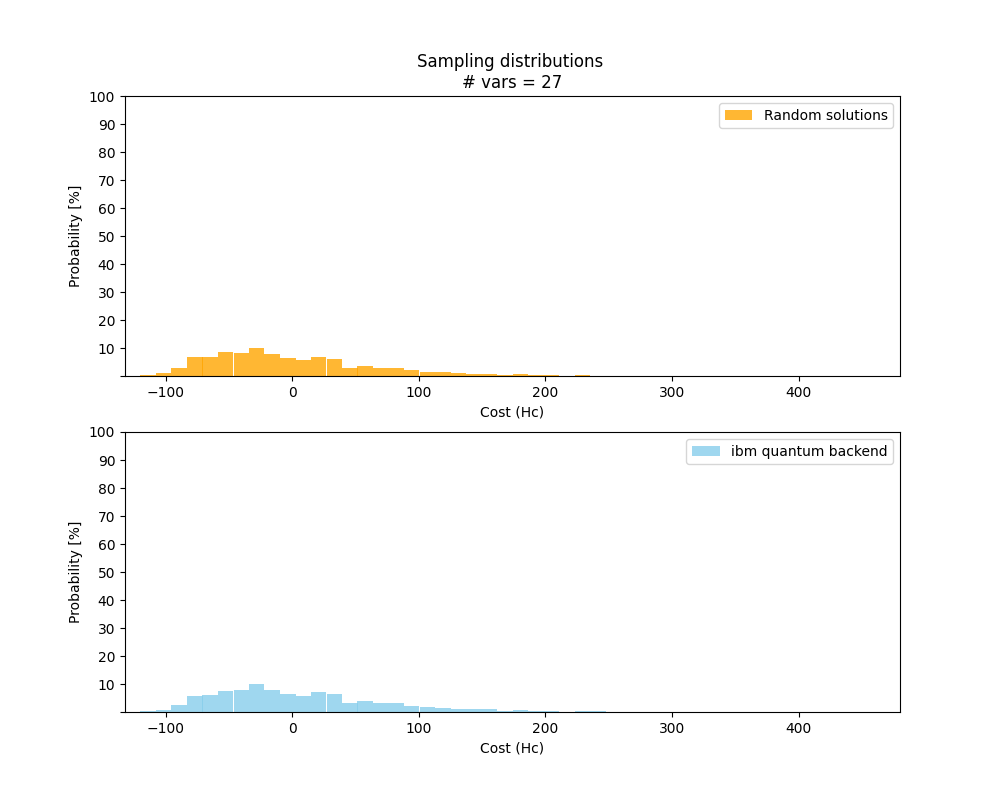 Sampling distributions
# vars = 27
100
90
80
70
60
50
40
30
20
10
Probability [%]
Random solutions
−100 0 100 200 300 400
Cost (Hc)
100
90
80
70
60
50
40
30
20
10
Probability [%]
ibm quantum backend
−100 0 100 200 300 400
Cost (Hc)